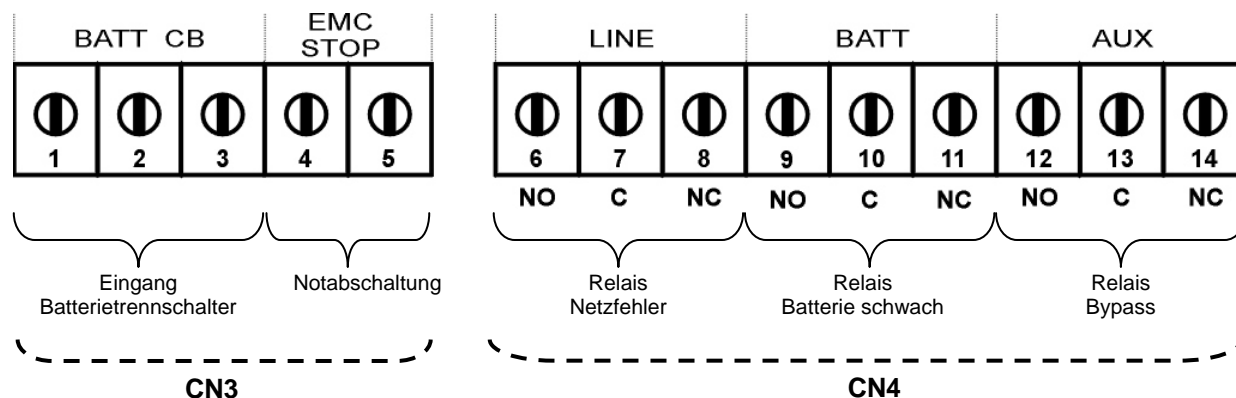 BATT CB
EMC
STOP
LINE
BATT
AUX
1 2 3 4 5
6 7 8 9 10 11 12 13 14
NO C NC NO C NC NO C NC
Eingang
Batterietrennschalter
Notabschaltung
Relais
Netzfehler
Relais
Batterie schwach
Relais
Bypass
CN3
CN4